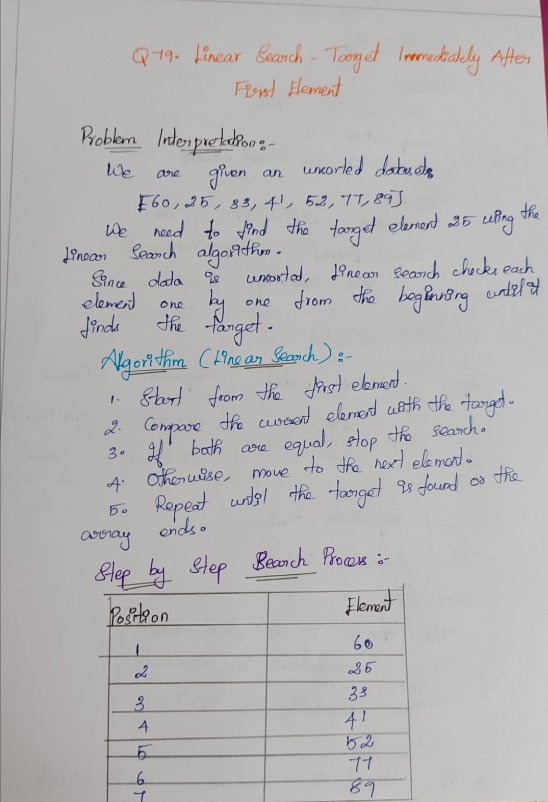 Q-19. Linear Search - Target Immediately After
First Element
Problem Interpretation:-
We are given an unsorted
[60, 25, 33, 41, 52, 77, 89]
We need to find the target element 25 using the
Linear Search algorithm.
Since data is unsorted, linear search checks each
element one by one from the beginning until it
finds the target.
Algorithm (Linear Search) :-
1. Start from the first element.
2. Compare the current element with the target.
3. If both are equal, stop the search.
4. Otherwise, move to the next element.
5. Repeat until the target is found or the
array ends.
Step by Step Search Process :-
Position Element
1 60
2 25
3 33
4 41
5 52
6 77
7 89